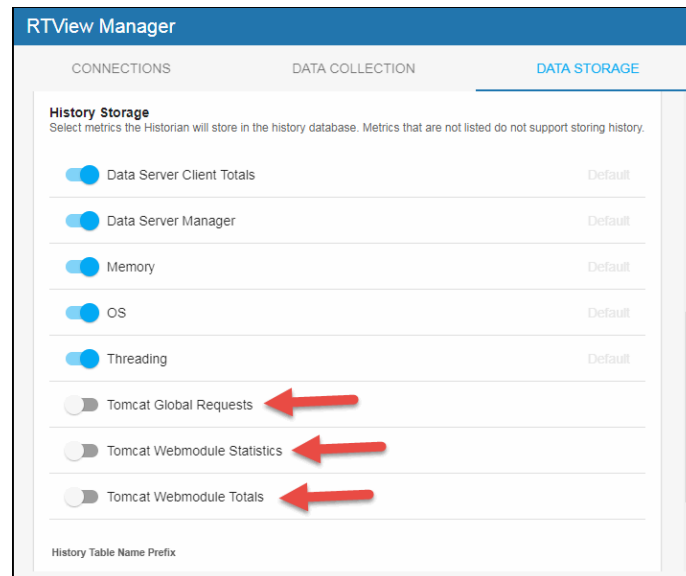 RTView Manager
CONNECTIONS DATA COLLECTION DATA STORAGE
History Storage
Select metrics the Historian will store in the history database. Metrics that are not listed do not support storing history.
Data Server Client Totals Default
Data Server Manager Default
Memory Default
OS Default
Threading Default
Tomcat Global Requests
Tomcat Webmodule Statistics
Tomcat Webmodule Totals
History Table Name Prefix